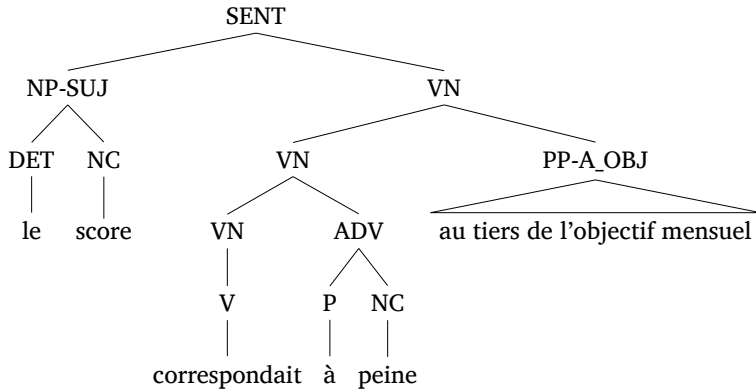 SENT
NP-SUJ VN
DET NC VN PP-A_OBJ
le score VN ADV au tiers de l'objectif mensuel
V P NC
correspondait à peine